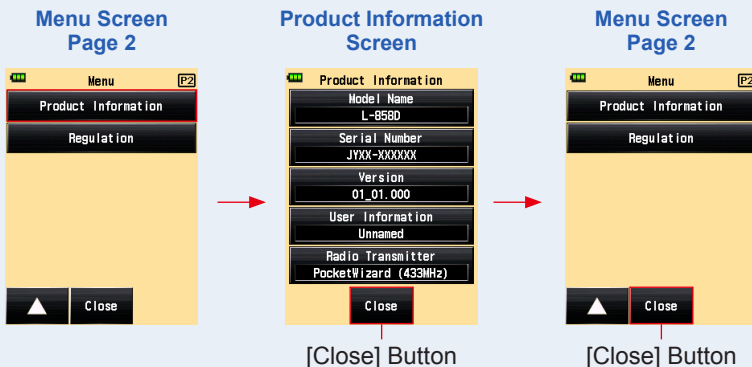 Menu Screen
Page 2
Menu
P2
Product Information
Regulation
Close
Product Information
Screen
Product Information
Model Name
L-858D
Serial Number
JYXX-XXXXXX
Version
01_01.000
User Information
Unnamed
Radio Transmitter
PocketWizard (433MHz)
Close
[Close] Button
Menu Screen
Page 2
Menu
P2
Product Information
Regulation
Close
[Close] Button